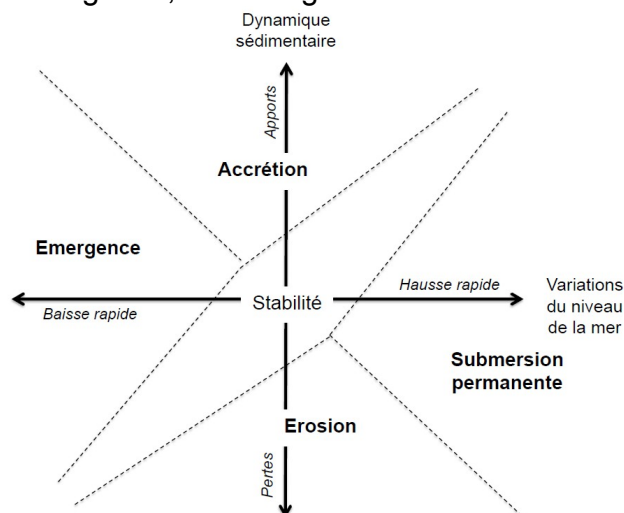 Dynamique
sédimentaire
Apports
Accrétion
Emergence
Hausse rapide
Stabilité
Variations
du niveau
de la mer
Baisse rapide
Submersion
permanente
Erosion
Pertes